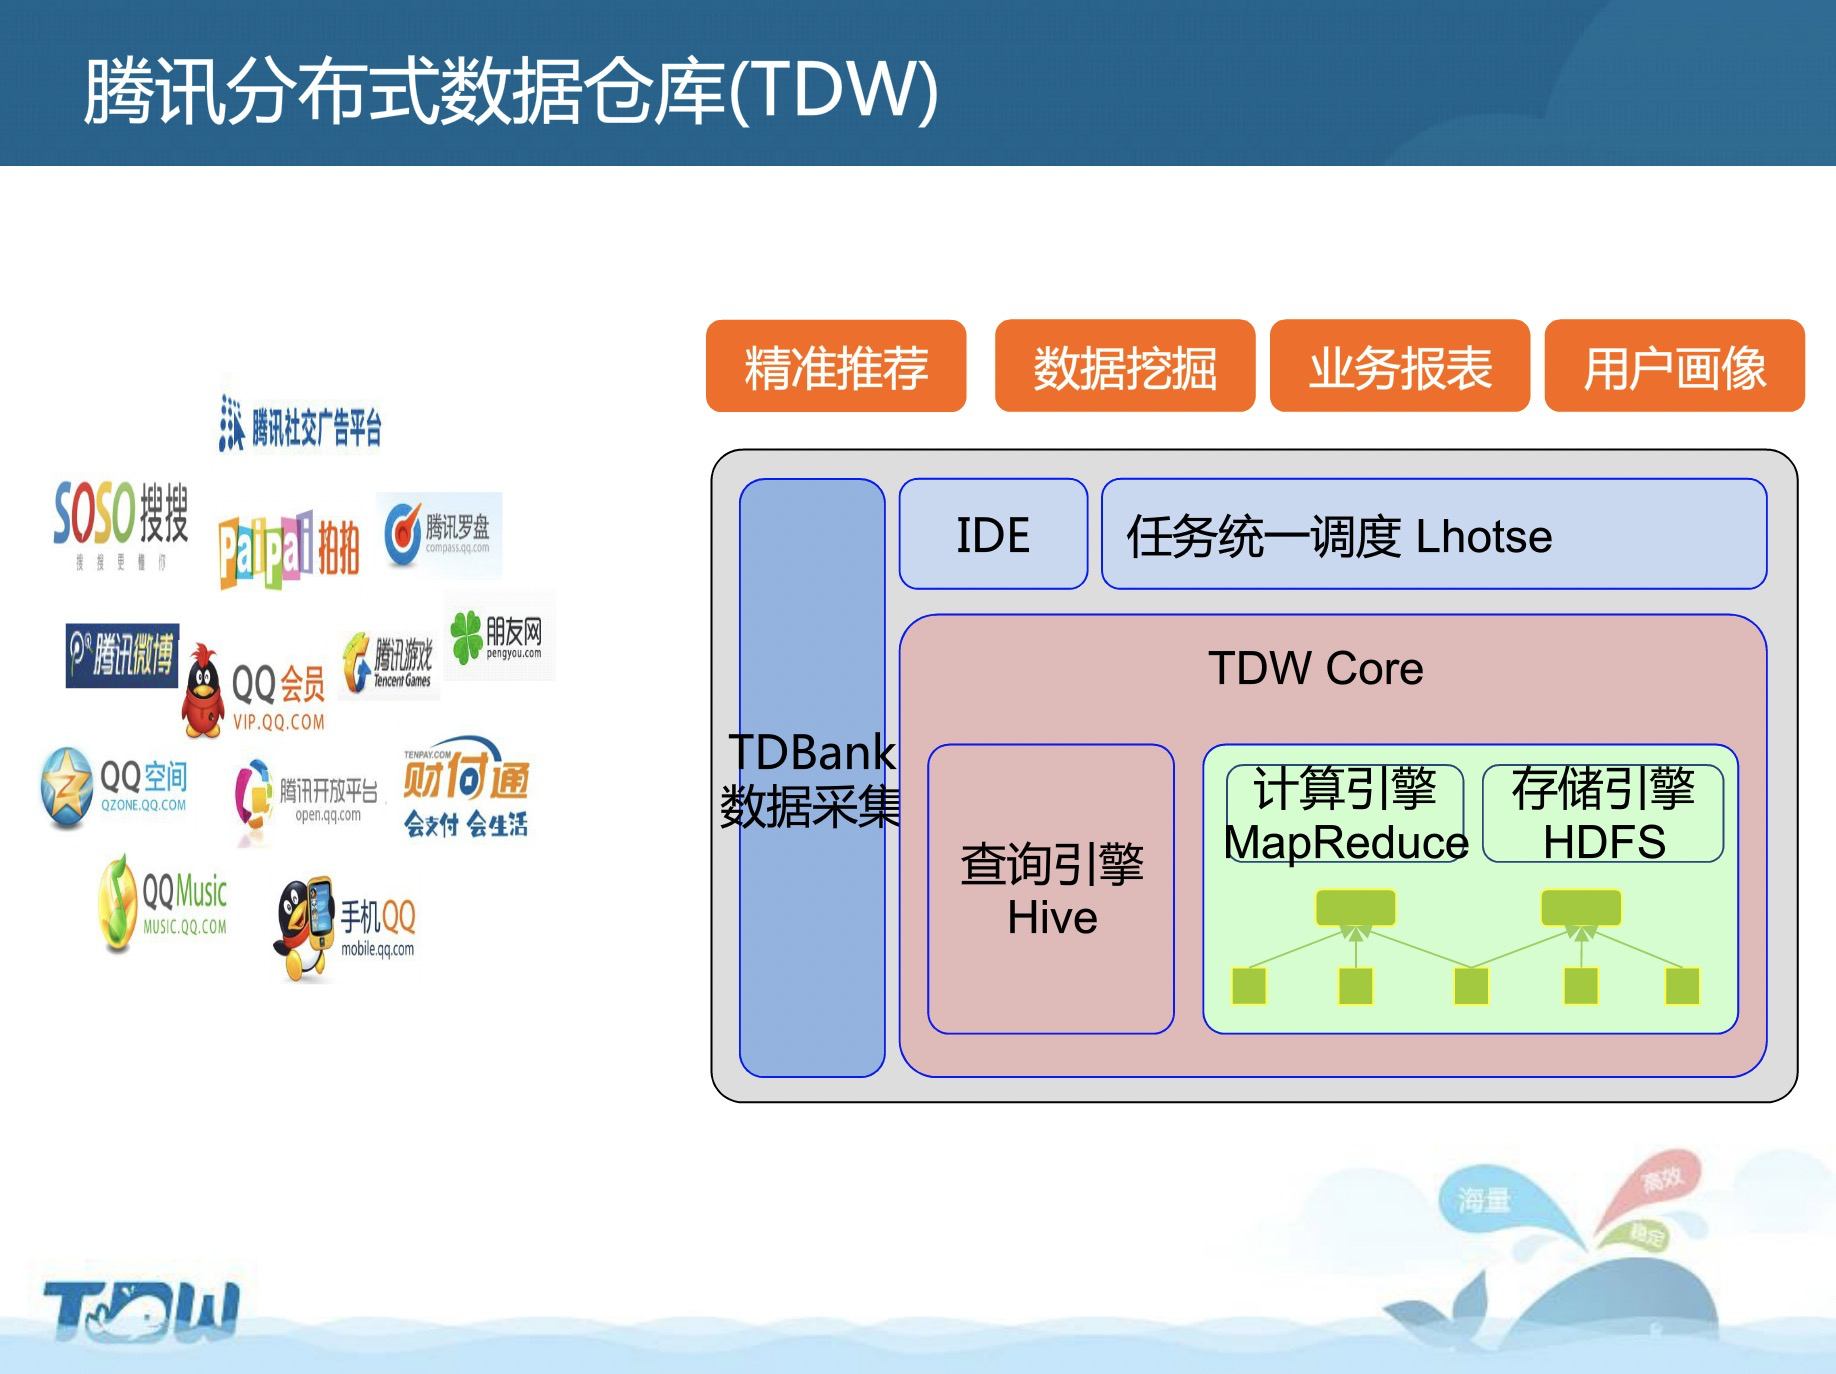 腾讯分布式数据仓库(TDW)
精准推荐
数据挖掘
业务报表
用户画像
腾讯社交广告平台
SOSO 搜搜
搜 搜 更 懂 你
PaiPai 拍拍
腾讯罗盘
compass.qq.com
腾讯微博
QQ会员
VIP.QQ.COM
腾讯游戏
Tencent Games
朋友网
pengyou.com
QQ空间
QZONE.QQ.COM
腾讯开放平台
open.qq.com
TENPAY.COM
财付通
会支付 会生活
QQMusic
MUSIC.QQ.COM
手机QQ
mobile.qq.com
TDBank
数据采集
IDE
任务统一调度 Lhotse
TDW Core
查询引擎
Hive
计算引擎
MapReduce
存储引擎
HDFS
海量
高效
稳定
TDW